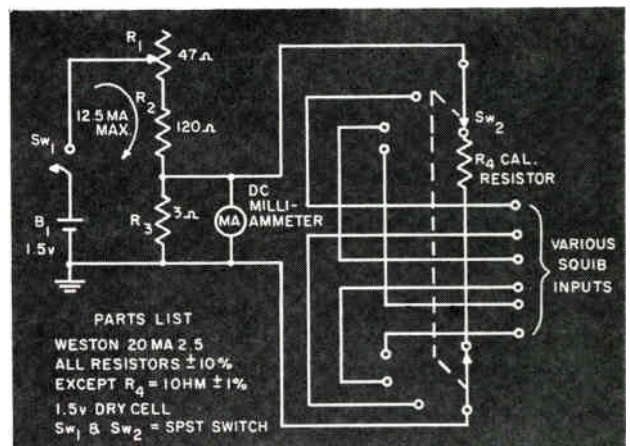 R1
47Ω
12.5 MA
MAX.
R2
120Ω
Sw1
Sw2
R4 CAL.
RESISTOR
DC
MILLI-
AMMETER
R3
3Ω
MA
B1
1.5v
VARIOUS
SQUIB
INPUTS
PARTS LIST
WESTON 20 MA 2.5
ALL RESISTORS ±10%
EXCEPT R4 = 1OHM ±1%
1.5v DRY CELL
Sw1 & Sw2 = SPST SWITCH